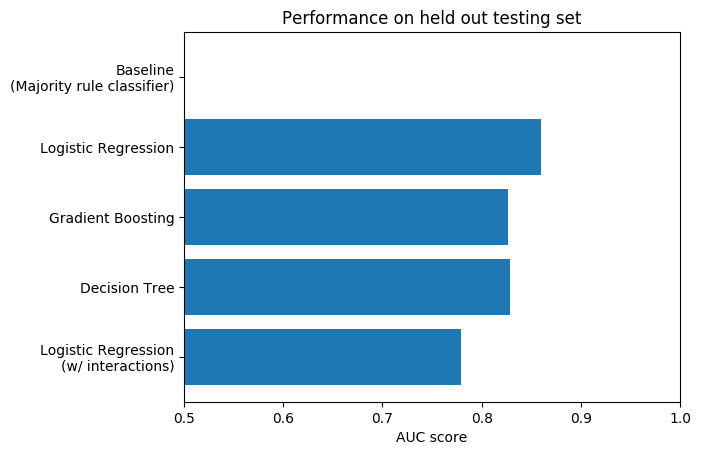 Performance on held out testing set
Baseline
(Majority rule classifier)
Logistic Regression
Gradient Boosting
Decision Tree
Logistic Regression
(w/ interactions)
0.5 0.6 0.7 0.8 0.9 1.0
AUC score